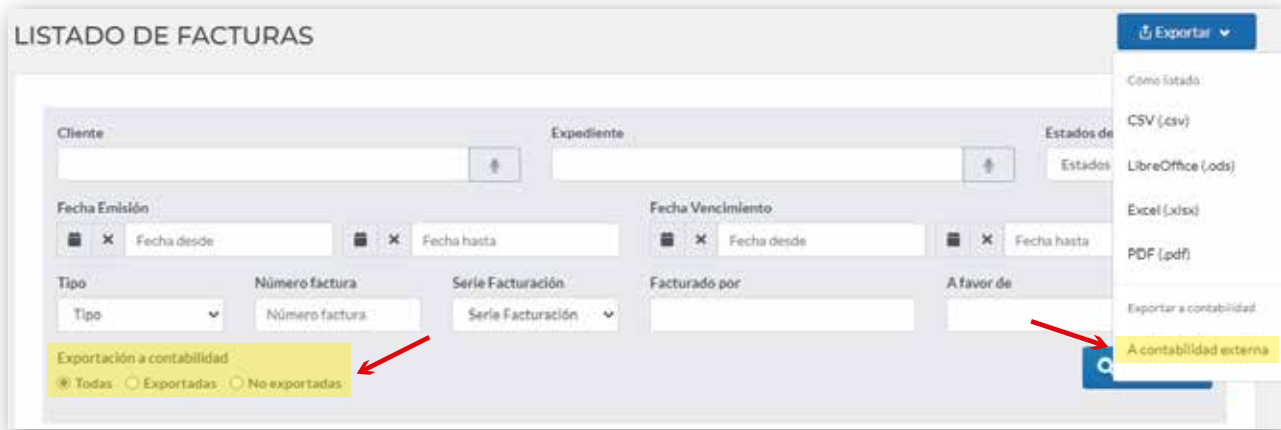 LISTADO DE FACTURAS
Exportar
Como listado
CSV (.csv)
LibreOffice (.ods)
Excel (.xlsx)
PDF (.pdf)
Exportar a contabilidad
A contabilidad externa
Cliente
Expediente
Estados de
Estados
Fecha Emisión
Fecha Vencimiento
Fecha desde
Fecha hasta
Fecha desde
Fecha hasta
Tipo
Número factura
Serie Facturación
Facturado por
A favor de
Tipo
Número factura
Serie Facturación
Exportación a contabilidad
Todas Exportadas No exportadas